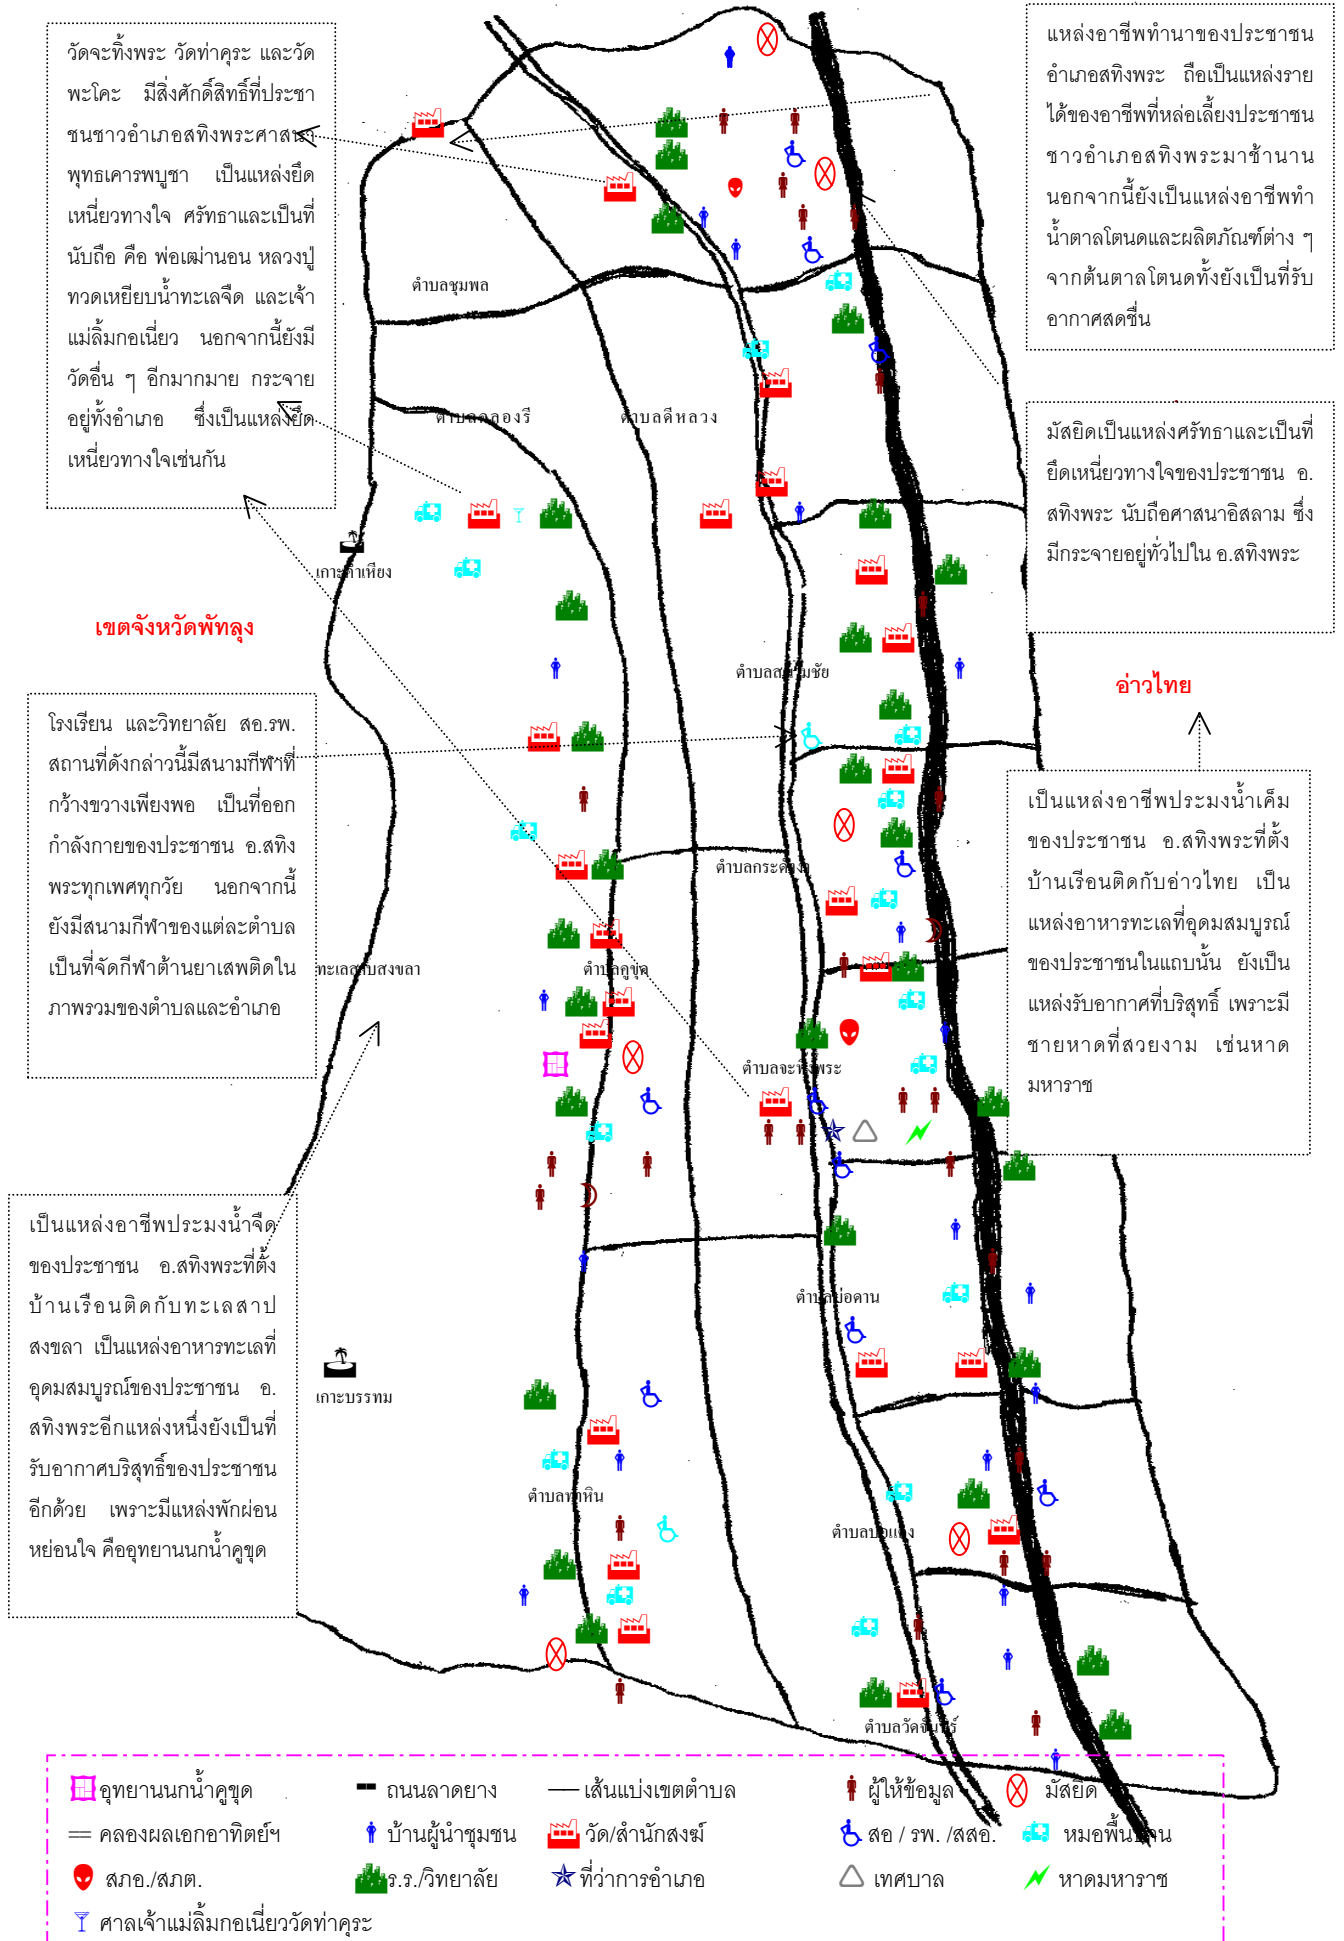 วัดจะทิ้งพระ วัดท่าคุระ และวัด
พะโคะ มีสิ่งศักดิ์สิทธิ์ที่ประชา
ชนชาวอำเภอสทิงพระศาสนา
พุทธเคารพบูชา เป็นแหล่งยึด
เหนี่ยวทางใจ ศรัทธาและเป็นที่
นับถือ คือ พ่อเฒ่านอน หลวงปู่
ทวดเหยียบน้ำทะเลจืด และเจ้า
แม่ลิ้มกอเนี่ยว นอกจากนี้ยังมี
วัดอื่น ๆ อีกมากมาย กระจาย
อยู่ทั้งอำเภอ ซึ่งเป็นแหล่งยึด
เหนี่ยวทางใจเช่นกัน
แหล่งอาชีพทำนาของประชาชน
อำเภอสทิงพระ ถือเป็นแหล่งราย
ได้ของอาชีพที่หล่อเลี้ยงประชาชน
ชาวอำเภอสทิงพระมาช้านาน
นอกจากนี้ยังเป็นแหล่งอาชีพทำ
น้ำตาลโตนดและผลิตภัณฑ์ต่าง ๆ
จากต้นตาลโตนดทั้งยังเป็นที่รับ
อากาศสดชื่น
ตำบลชุมพล
ตำบลคลองรี
ตำบลดีหลวง
มัสยิดเป็นแหล่งศรัทธาและเป็นที่
ยึดเหนี่ยวทางใจของประชาชน อ.
สทิงพระ นับถือศาสนาอิสลาม ซึ่ง
มีกระจายอยู่ทั่วไปใน อ.สทิงพระ
เกาะกำเหียง
เขตจังหวัดพัทลุง
ตำบลสนามชัย
อ่าวไทย
โรงเรียน และวิทยาลัย สอ.รพ.
สถานที่ดังกล่าวนี้มีสนามกีฬาที่
กว้างขวางเพียงพอ เป็นที่ออก
กำลังกายของประชาชน อ.สทิง
พระทุกเพศทุกวัย นอกจากนี้
ยังมีสนามกีฬาของแต่ละตำบล
เป็นที่จัดกีฬาต้านยาเสพติดใน
ภาพรวมของตำบลและอำเภอ
เป็นแหล่งอาชีพประมงน้ำเค็ม
ของประชาชน อ.สทิงพระที่ตั้ง
บ้านเรือนติดกับอ่าวไทย เป็น
แหล่งอาหารทะเลที่อุดมสมบูรณ์
ของประชาชนในแถบนั้น ยังเป็น
แหล่งรับอากาศที่บริสุทธิ์ เพราะมี
ชายหาดที่สวยงาม เช่นหาด
มหาราช
ตำบลกระดังงา
ทะเลสาบสงขลา
ตำบลคูขุด
ตำบลจะทิ้งพระ
เป็นแหล่งอาชีพประมงน้ำจืด
ของประชาชน อ.สทิงพระที่ตั้ง
บ้านเรือนติดกับทะเลสาป
สงขลา เป็นแหล่งอาหารทะเลที่
อุดมสมบูรณ์ของประชาชน อ.
สทิงพระอีกแหล่งหนึ่งยังเป็นที่
รับอากาศบริสุทธิ์ของประชาชน
อีกด้วย เพราะมีแหล่งพักผ่อน
หย่อนใจ คืออุทยานนกน้ำคูขุด
ตำบลบ่อดาน
เกาะบรรทม
ตำบลท่าหิน
ตำบลบ่อแดง
ตำบลวัดจันทร์
อุทยานนกน้ำคูขุด ถนนลาดยาง เส้นแบ่งเขตตำบล ผู้ให้ข้อมูล มัสยิด
คลองผลเอกอาทิตย์ฯ บ้านผู้นำชุมชน วัด/สำนักสงฆ์ สอ / รพ. /สสอ. หมอพื้นบ้าน
สภอ./สภต. ร.ร./วิทยาลัย ที่ว่าการอำเภอ เทศบาล หาดมหาราช
ศาลเจ้าแม่ลิ้มกอเนี่ยววัดท่าคุระ